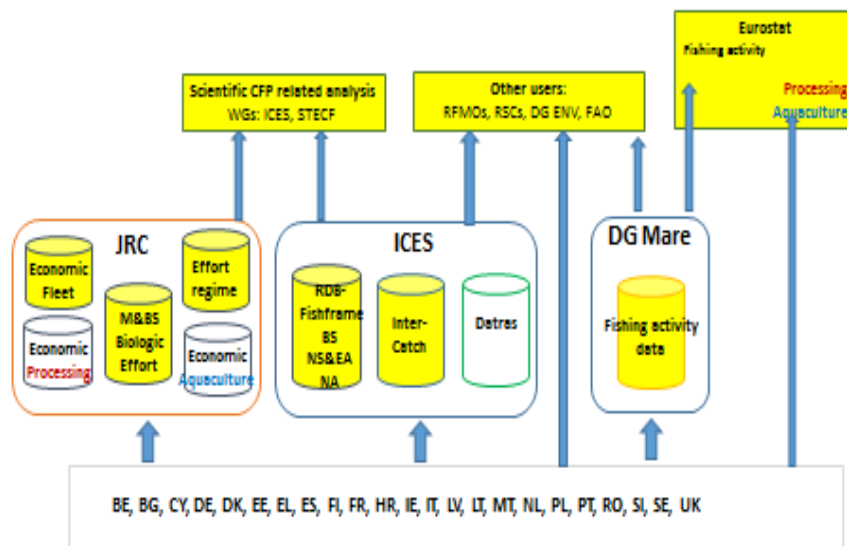 Eurostat
Fishing activity
Processing
Aquaculture
Scientific CFP related analysis
WGs: ICES, STECF
Other users:
RFMOs, RSCs, DG ENV, FAO
JRC
Economic
Fleet
Effort
regime
M&BS
Biologic
Effort
Economic
Processing
Economic
Aquaculture
ICES
RDB-
Fishframe
BS
NS&EA
NA
Inter-
Catch
Datras
DG Mare
Fishing activity
data
BE, BG, CY, DE, DK, EE, EL, ES, FI, FR, HR, IE, IT, LV, LT, MT, NL, PL, PT, RO, SI, SE, UK